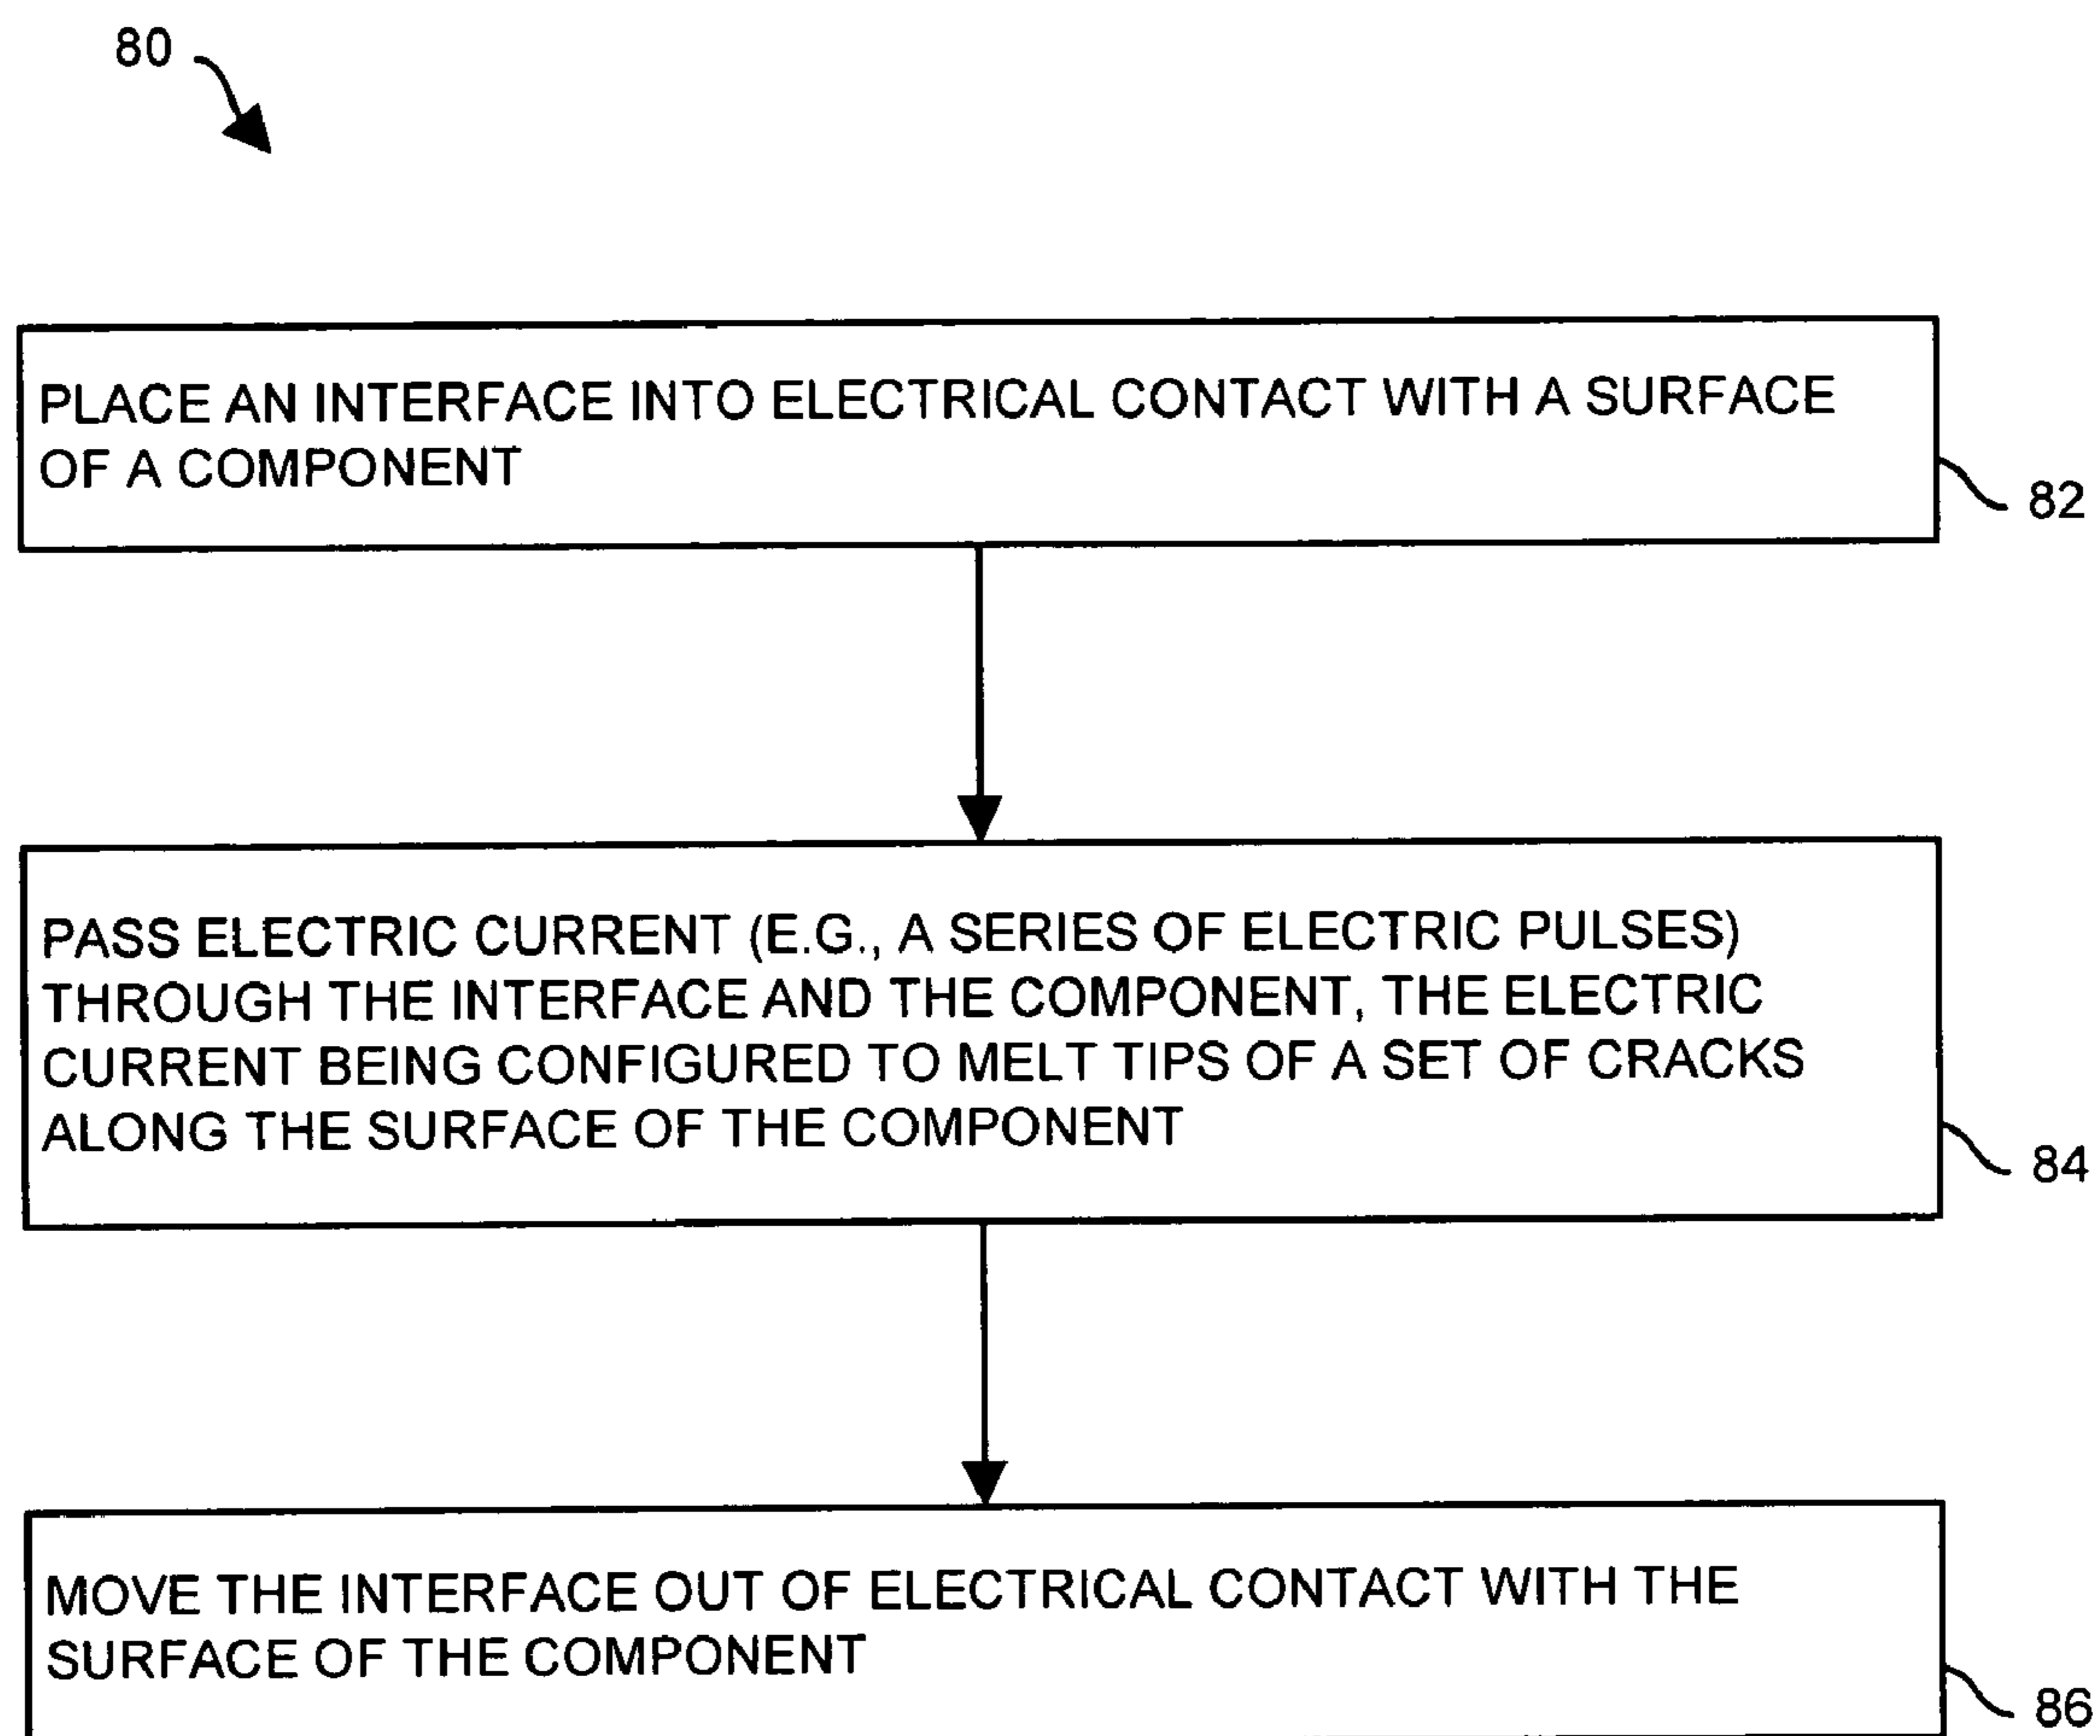 80
PLACE AN INTERFACE INTO ELECTRICAL CONTACT WITH A SURFACE
OF A COMPONENT
82
PASS ELECTRIC CURRENT (E.G., A SERIES OF ELECTRIC PULSES)
THROUGH THE INTERFACE AND THE COMPONENT, THE ELECTRIC
CURRENT BEING CONFIGURED TO MELT TIPS OF A SET OF CRACKS
ALONG THE SURFACE OF THE COMPONENT
84
MOVE THE INTERFACE OUT OF ELECTRICAL CONTACT WITH THE
SURFACE OF THE COMPONENT
86